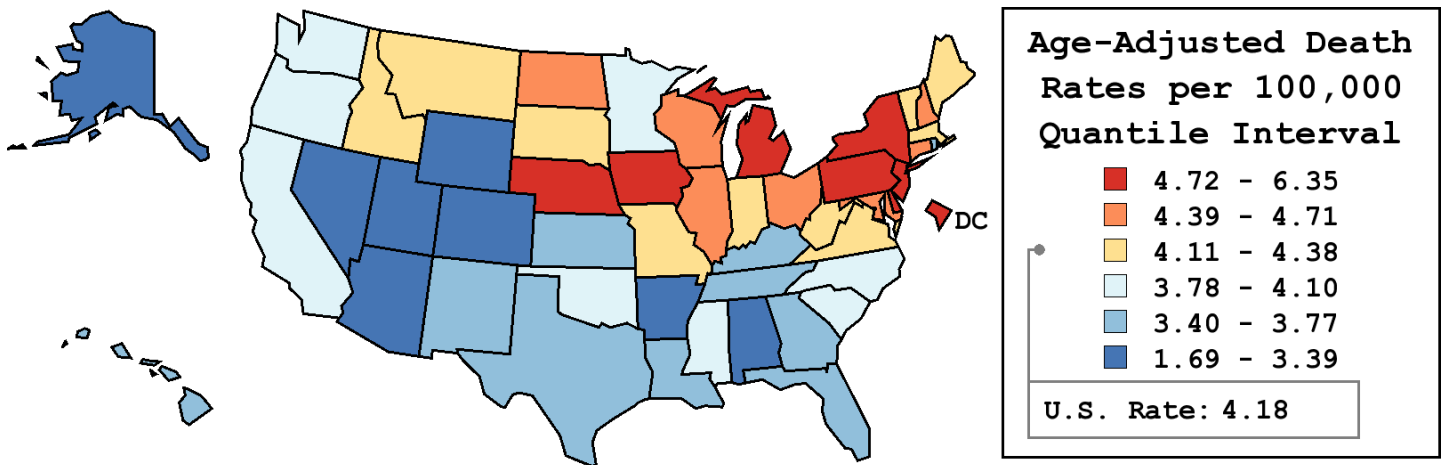 Age-Adjusted Death
Rates per 100,000
Quantile Interval
4.72 - 6.35
4.39 - 4.71
4.11 - 4.38
3.78 - 4.10
3.40 - 3.77
1.69 - 3.39
U.S. Rate: 4.18
DC